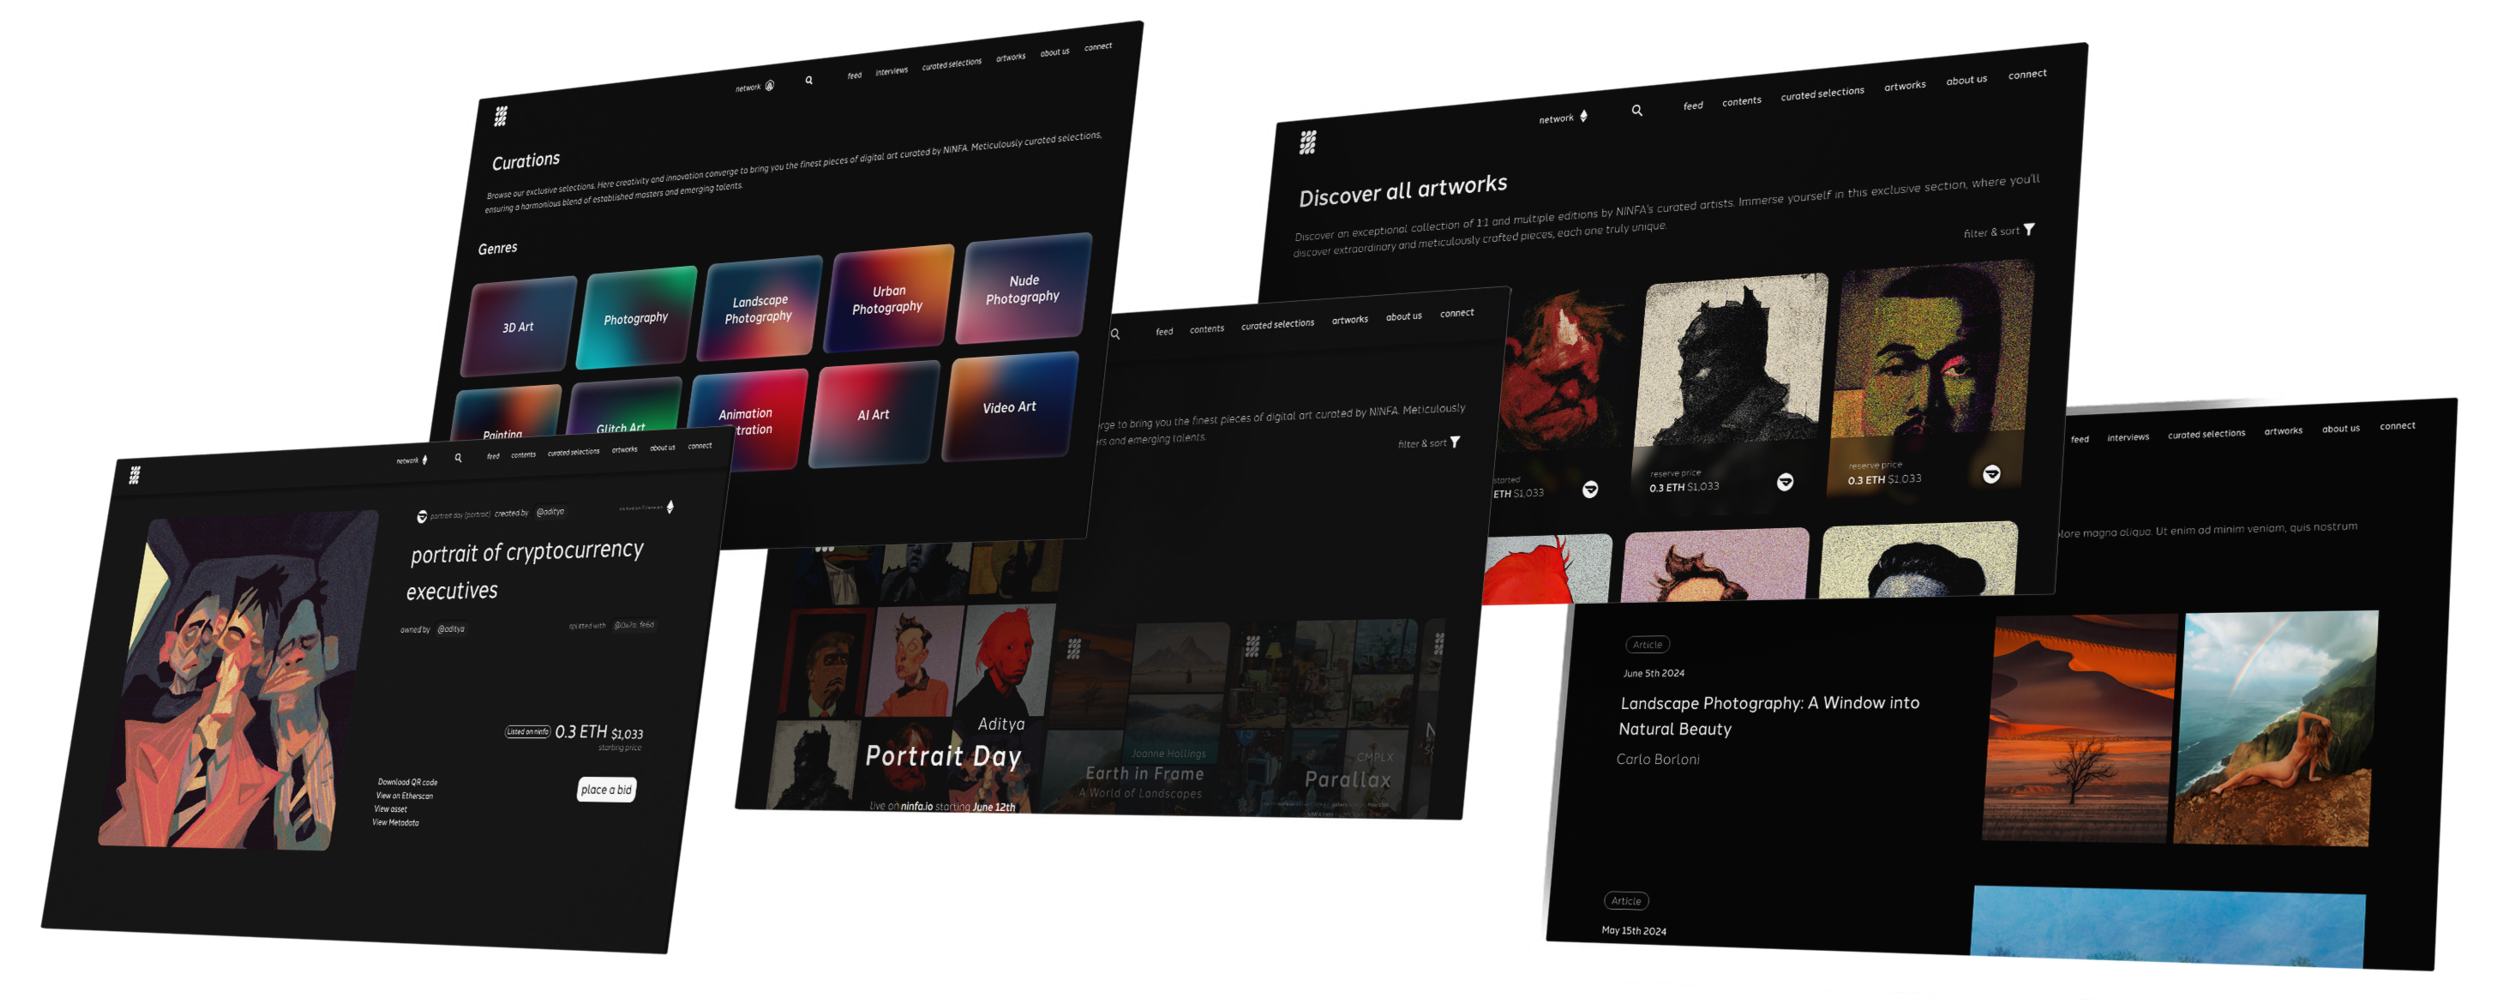 network
feed
interviews
curated selections
artworks
about us
connect
Curations
Browse our exclusive selections. Here creativity and innovation converge to bring you the finest pieces of digital art curated by NINFA. Meticulously curated selections,
ensuring a harmonious blend of established masters and emerging talents.
Genres
3D Art
Photography
Landscape
Photography
Urban
Photography
Nude
Photography
Painting
Glitch Art
Animation
AI Art
Video Art
network
feed
contents
curated selections
artworks
about us
connect
Discover all artworks
Discover an exceptional collection of 1:1 and multiple editions by NINFA's curated artists. Immerse yourself in this exclusive section, where you'll
discover extraordinary and meticulously crafted pieces, each one truly unique.
filter & sort
started
ETH $1,033
reserve price
0.3 ETH $1,033
reserve price
0.3 ETH $1,033
feed
contents
curated selections
artworks
about us
connect
to bring you the finest pieces of digital art curated by NINFA. Meticulously
and emerging talents.
filter & sort
Aditya
Portrait Day
live on ninfa.io starting June 12th
Joanne Hollings
Earth in Frame
A World of Landscapes
CMPLX
Parallax
network
feed
contents
curated selections
artworks
about us
connect
portrait day (portrait) created by @aditya
portrait of cryptocurrency
executives
owned by @aditya
splitted with
Listed on ninfa 0.3 ETH $1,033
starting price
place a bid
Download QR code
View on Etherscan
View asset
View Metadata
feed
interviews
curated selections
artworks
about us
connect
magna aliqua. Ut enim ad minim veniam, quis nostrum
Article
June 5th 2024
Landscape Photography: A Window into
Natural Beauty
Carlo Borloni
Article
May 15th 2024